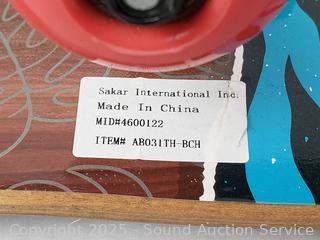 Sakar International Inc.
Made In China
MID#4600122
ITEM# AB031TH-BCH
Copyright 2025 - Sound Auction Service